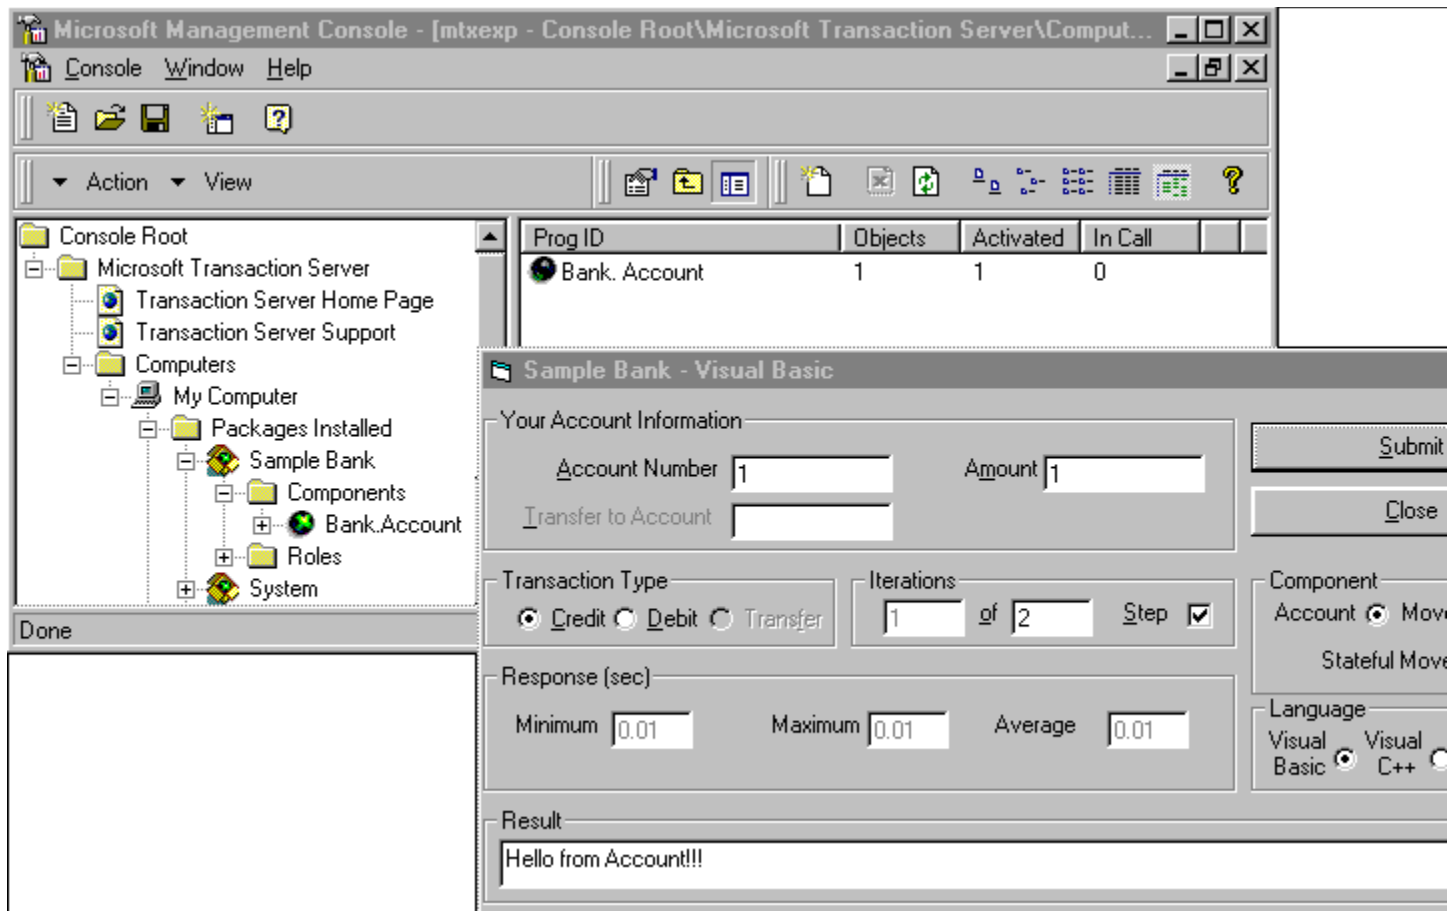 Microsoft Management Console - [mtxexp - Console Root\Microsoft Transaction Server\Comput...
Console Window Help
Action View
Console Root
Microsoft Transaction Server
Transaction Server Home Page
Transaction Server Support
Computers
My Computer
Packages Installed
Sample Bank
Components
Bank.Account
Roles
System
Done
Prog ID Objects Activated In Call
Bank. Account 1 1 0
Sample Bank - Visual Basic
Your Account Information
Account Number 1 Amount 1
Transfer to Account
Submit
Close
Transaction Type
Credit Debit Transfer
Iterations
1 of 2 Step
Component
Account Move
Stateful Move
Response (sec)
Minimum 0.01 Maximum 0.01 Average 0.01
Language
Visual Basic Visual C++
Result
Hello from Account!!!